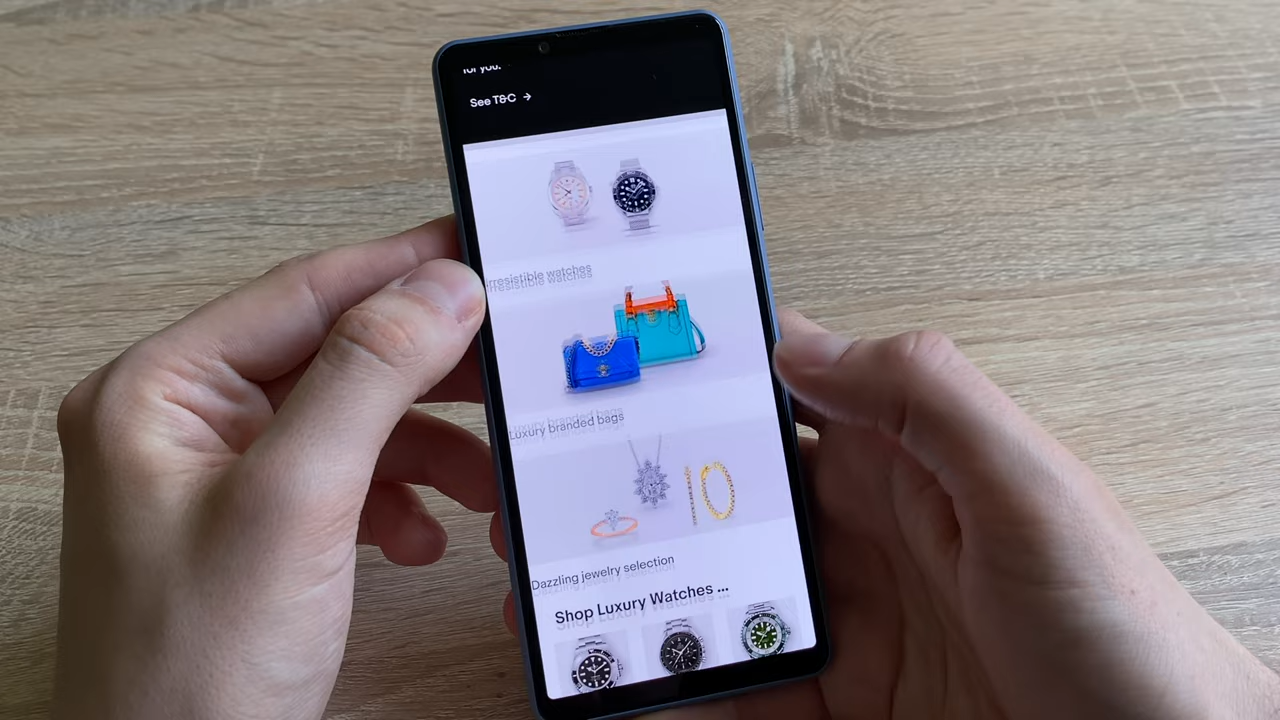 for you.
See T&C →
Irresistible watches
Luxury branded bags
Dazzling jewelry selection
Shop Luxury Watches ...